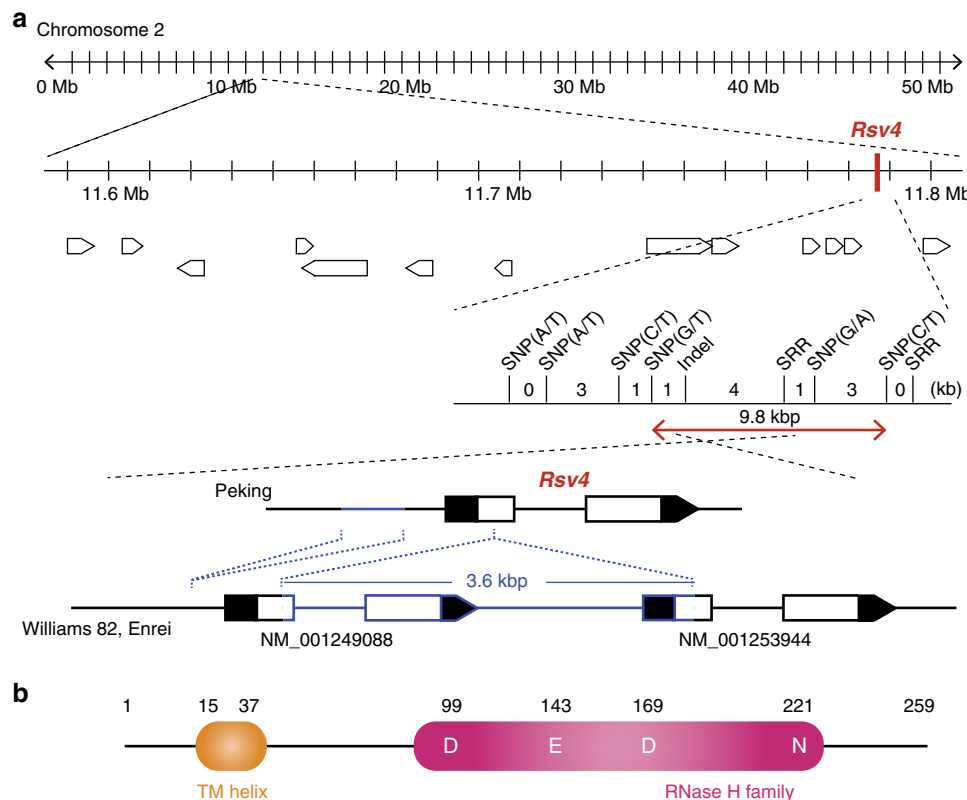 a
Chromosome 2
0 Mb 10 Mb 20 Mb 30 Mb 40 Mb 50 Mb
Rsv4
11.6 Mb 11.7 Mb 11.8 Mb
SNP(A/T) SNP(A/T) SNP(C/T) SNP(G/T) Indel SRR SNP(G/A) SNP(C/T) SRR
0 3 1 1 4 1 3 0 (kb)
9.8 kbp
Rsv4
Peking
3.6 kbp
Williams 82, Enrei
NM_001249088 NM_001253944
b
1 15 37 99 143 169 221 259
D E D N
TM helix RNase H family